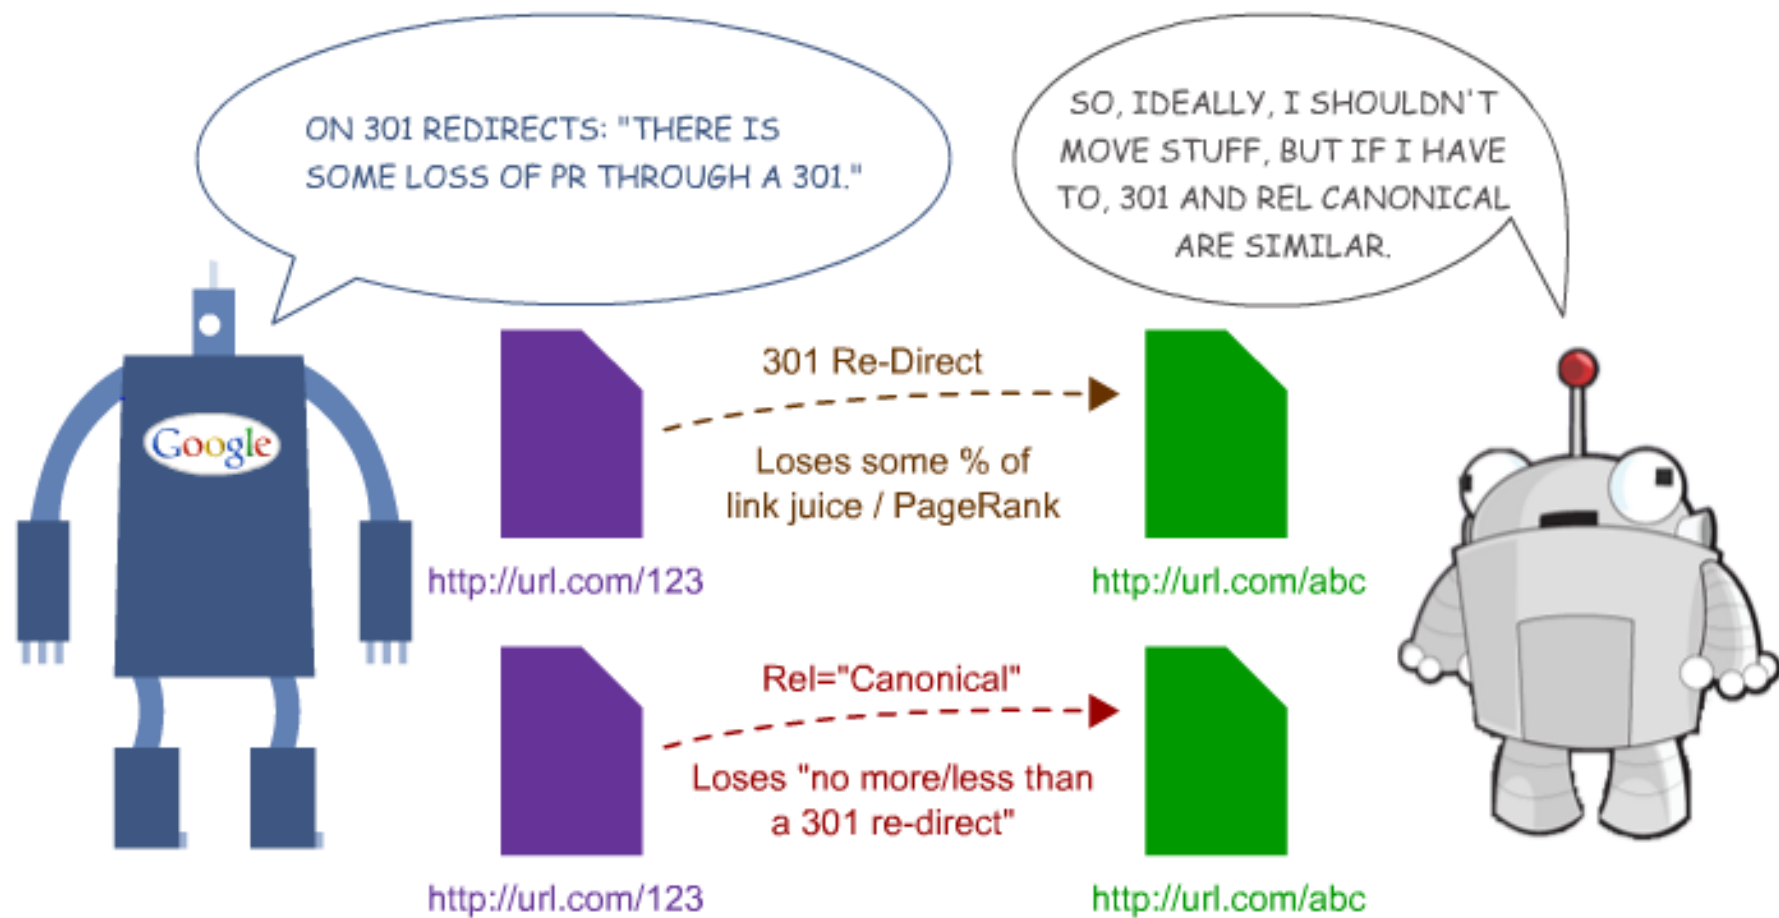 ON 301 REDIRECTS: "THERE IS
SOME LOSS OF PR THROUGH A 301."
SO, IDEALLY, I SHOULDN'T
MOVE STUFF, BUT IF I HAVE
TO, 301 AND REL CANONICAL
ARE SIMILAR.
Google
301 Re-Direct
Loses some % of
link juice / PageRank
http://url.com/123
http://url.com/abc
Rel="Canonical"
Loses "no more/less than
a 301 re-direct"
http://url.com/123
http://url.com/abc